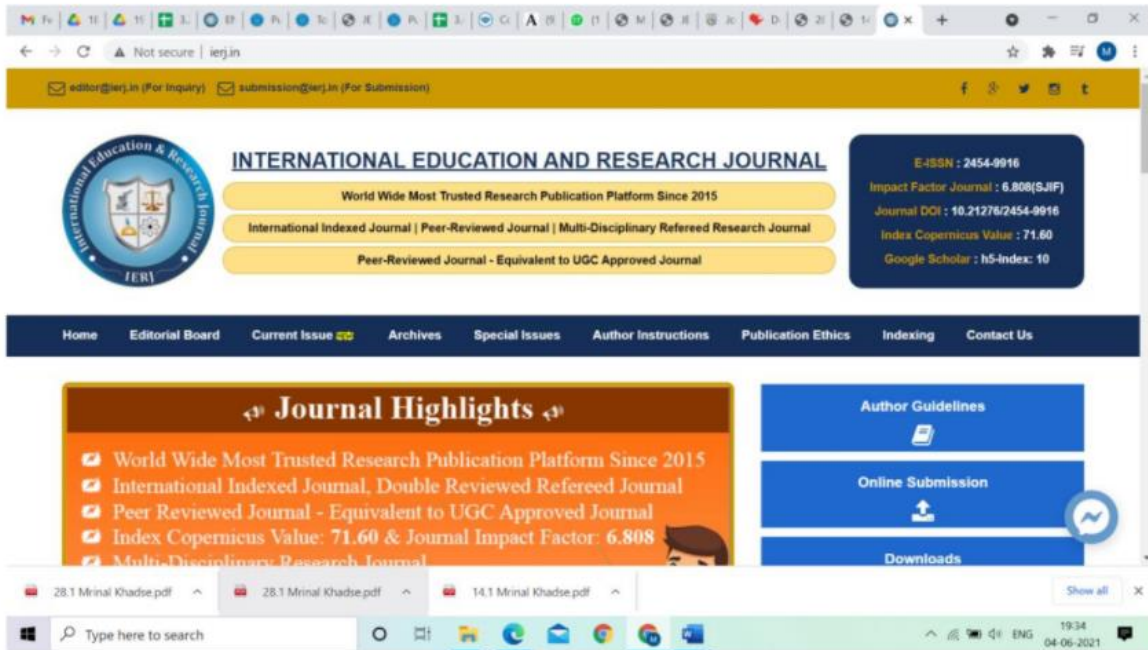 Not secure | ierj.in
editor@ierj.in (For Inquiry) submission@ierj.in (For Submission)
International Education & Research Journal
IERJ
INTERNATIONAL EDUCATION AND RESEARCH JOURNAL
World Wide Most Trusted Research Publication Platform Since 2015
International Indexed Journal | Peer-Reviewed Journal | Multi-Disciplinary Refereed Research Journal
Peer-Reviewed Journal - Equivalent to UGC Approved Journal
E-ISSN : 2454-9916
Impact Factor Journal : 6.808(SJIF)
Journal DOI : 10.21276/2454-9916
Index Copernicus Value : 71.60
Google Scholar : h5-Index: 10
Home Editorial Board Current Issue Archives Special Issues Author Instructions Publication Ethics Indexing Contact Us
Journal Highlights
World Wide Most Trusted Research Publication Platform Since 2015
International Indexed Journal, Double Reviewed Refereed Journal
Peer Reviewed Journal - Equivalent to UGC Approved Journal
Index Copernicus Value: 71.60 & Journal Impact Factor: 6.808
Multi-Disciplinary Research Journal
Author Guidelines
Online Submission
Downloads
28.1 Mrinal Khadse.pdf 28.1 Mrinal Khadse.pdf 14.1 Mrinal Khadse.pdf Show all
Type here to search
ENG
19:34
04-06-2021